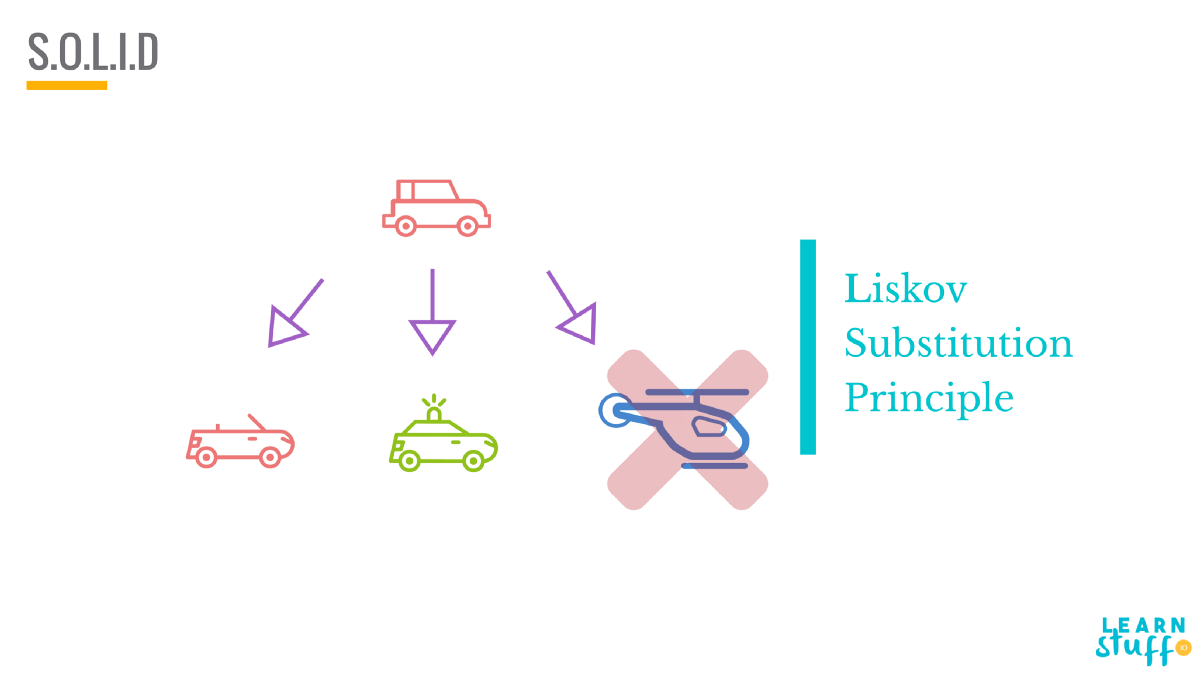 S.O.L.I.D
Liskov
Substitution
Principle
LEARN
stuff